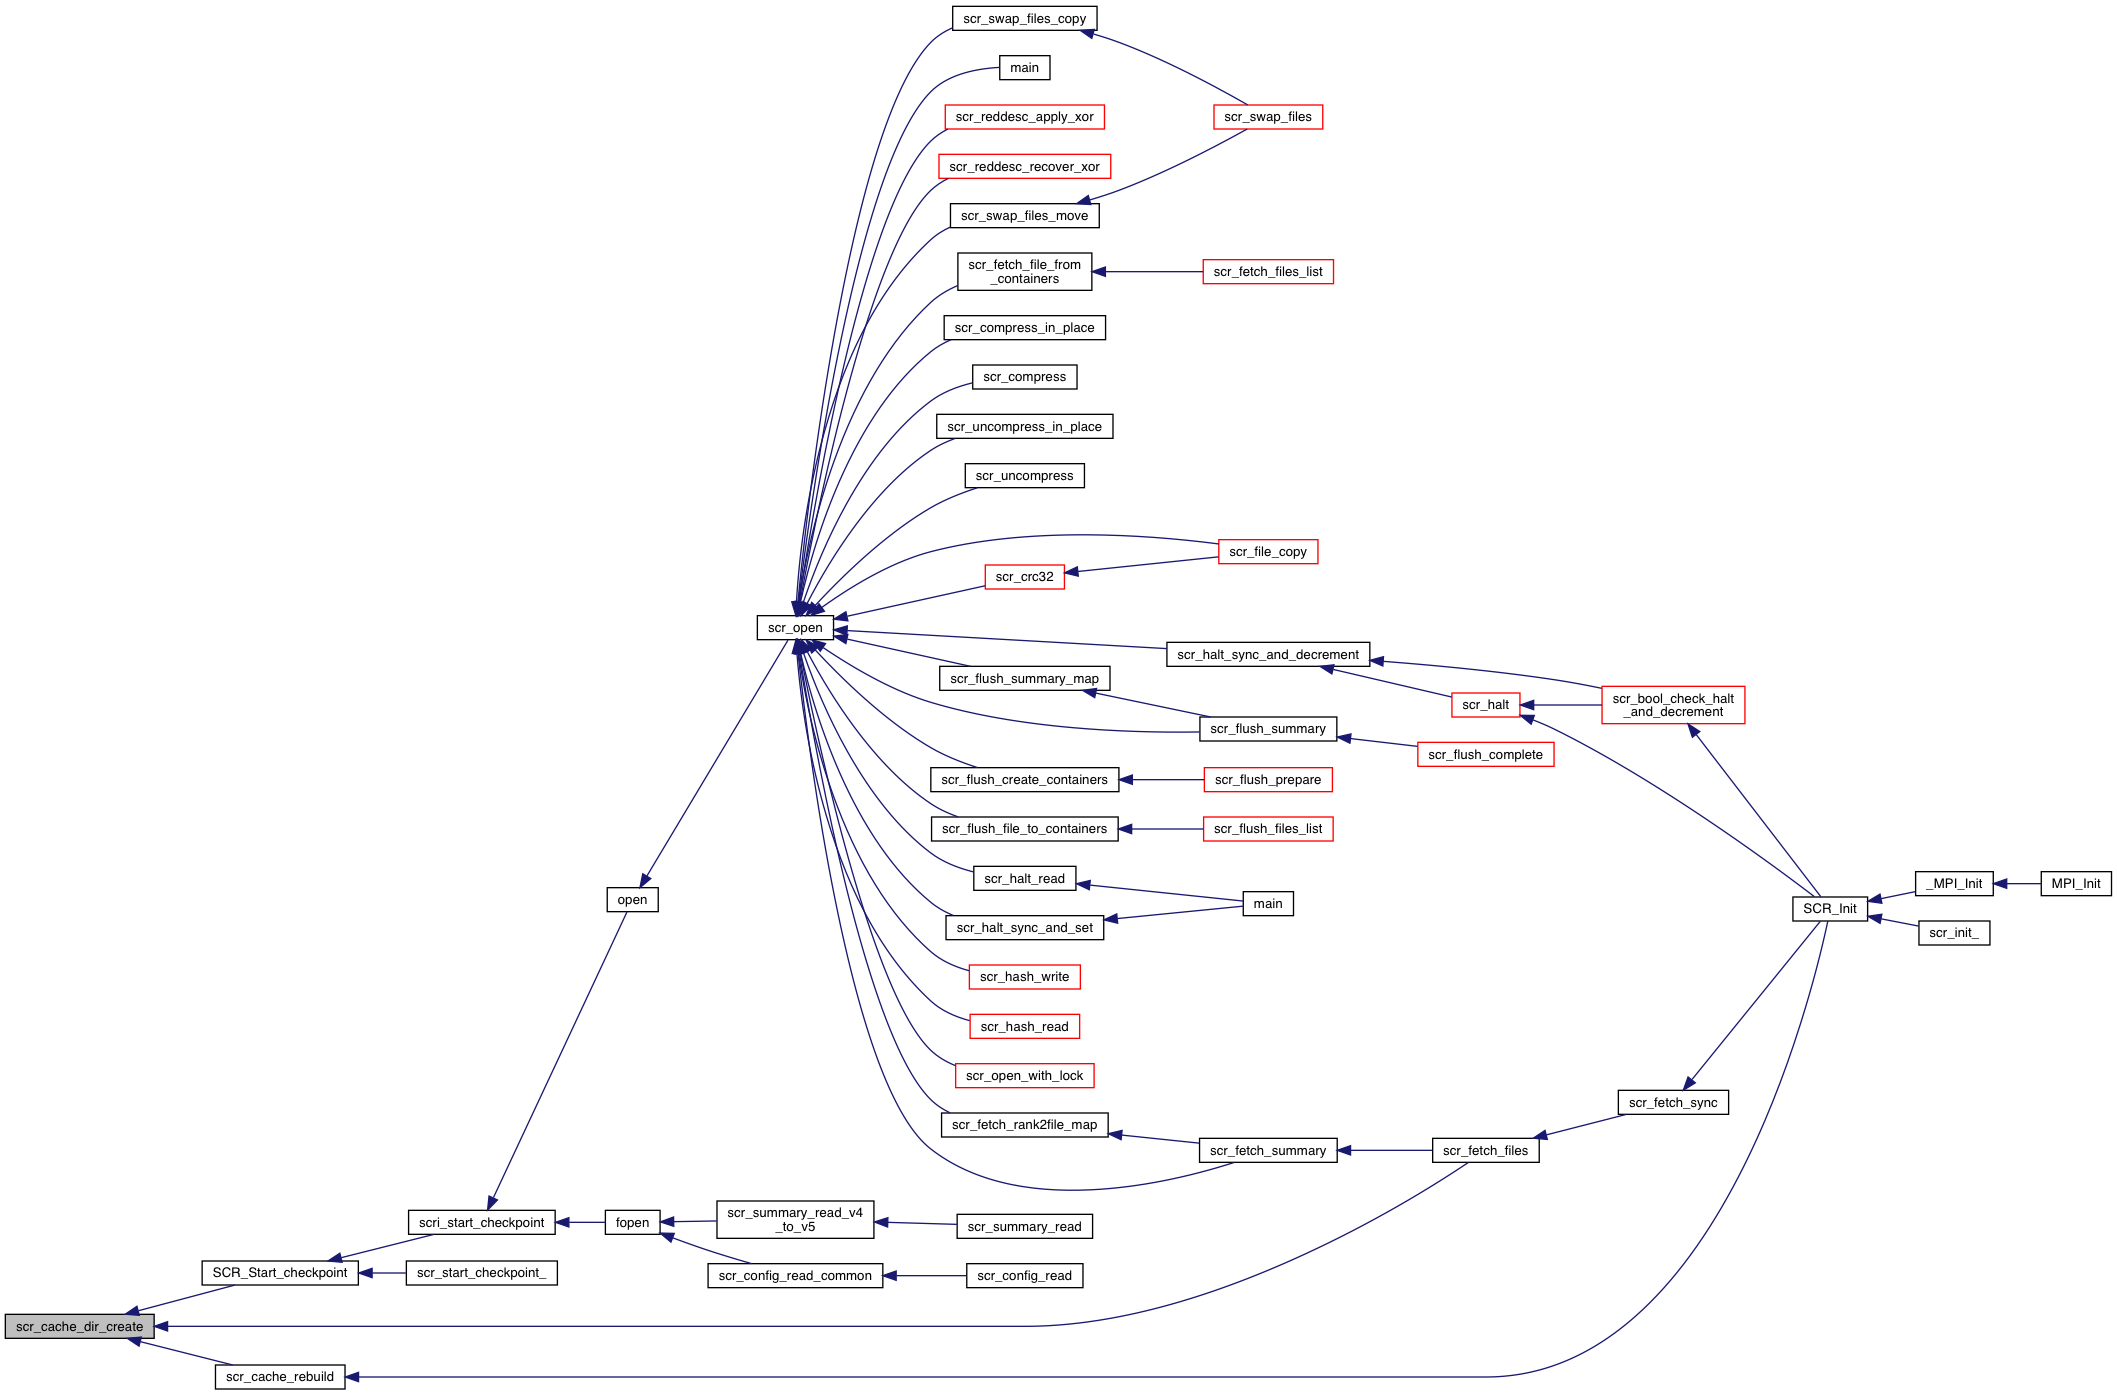 scr_swap_files_copy
main
scr_reddesc_apply_xor
scr_swap_files
scr_reddesc_recover_xor
scr_swap_files_move
scr_fetch_file_from
_containers
scr_fetch_files_list
scr_compress_in_place
scr_compress
scr_uncompress_in_place
scr_uncompress
scr_file_copy
scr_crc32
scr_open
scr_halt_sync_and_decrement
scr_flush_summary_map
scr_halt
scr_bool_check_halt
_and_decrement
scr_flush_summary
scr_flush_complete
scr_flush_create_containers
scr_flush_prepare
scr_flush_file_to_containers
scr_flush_files_list
scr_halt_read
open
main
_MPI_Init
MPI_Init
SCR_Init
scr_halt_sync_and_set
scr_init_
scr_hash_write
scr_hash_read
scr_open_with_lock
scr_fetch_sync
scr_fetch_rank2file_map
scr_fetch_summary
scr_fetch_files
scri_start_checkpoint
fopen
scr_summary_read_v4
_to_v5
scr_summary_read
SCR_Start_checkpoint
scr_start_checkpoint_
scr_config_read_common
scr_config_read
scr_cache_dir_create
scr_cache_rebuild